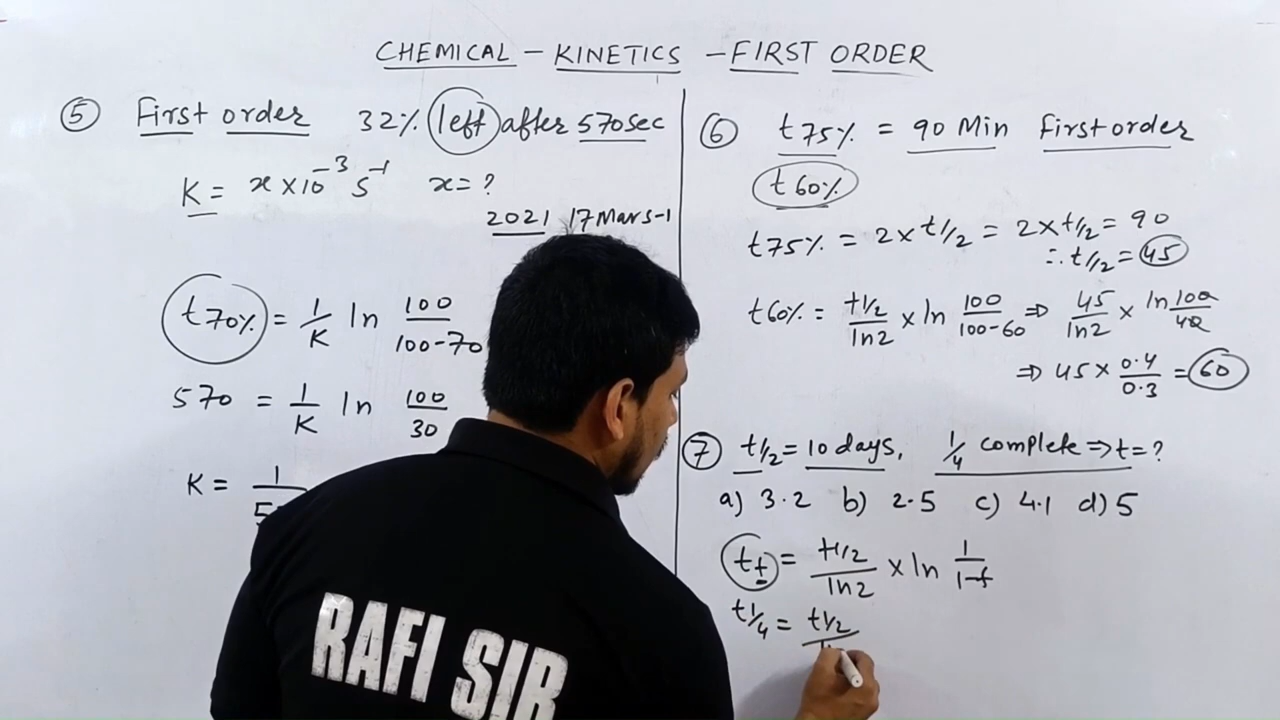 CHEMICAL - KINETICS - FIRST ORDER
⑤ First order 32% left after 570sec
K = x×10⁻³ s⁻¹ x=?
2021 17 Mars-1
t70% = 1/K ln 100/100-70
570 = 1/K ln 100/30
K = 1/
⑥ t75% = 90 Min First order
t60%
t75% = 2×t1/2 = 2×t1/2 = 90
∴ t1/2 = 45
t60% = t1/2/ln2 × ln 100/100-60 ⇒ 45/ln2 × ln 100/40
⇒ 45 × 0.4/0.3 = 60
⑦ t1/2 = 10 days, 1/4 complete ⇒ t=?
a) 3.2 b) 2.5 c) 4.1 d) 5
tf = t1/2/ln2 × ln 1/1-f
t1/4 = t1/2
RAFI SIR